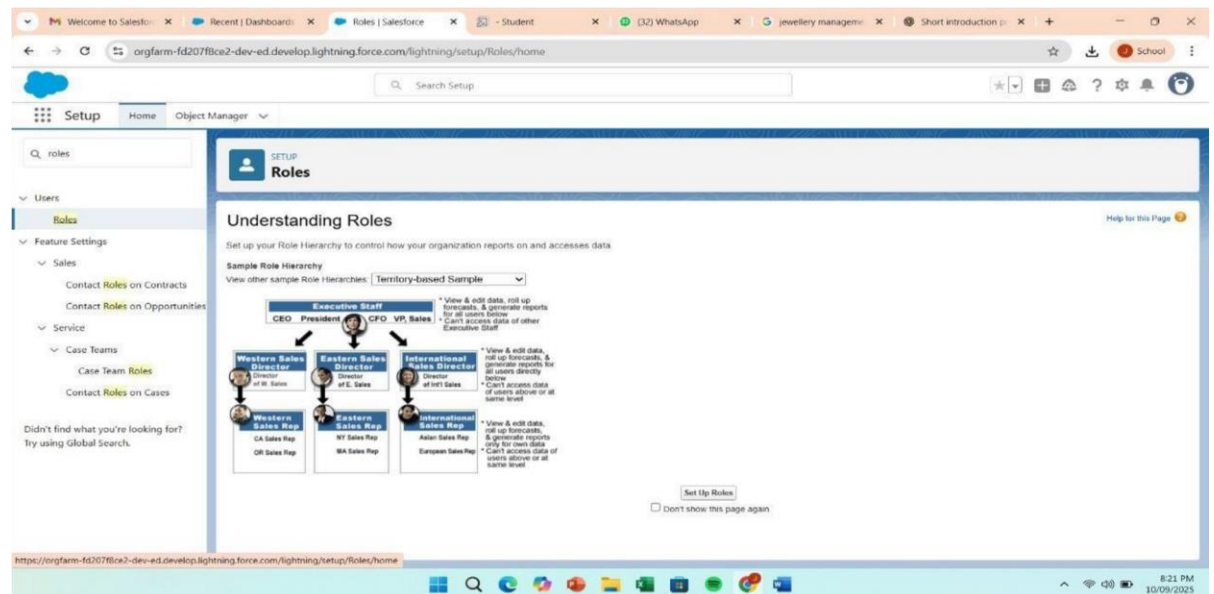 Welcome to Salesfor
Recent | Dashboards
Roles | Salesforce
- Student
(32) WhatsApp
jewellery manageme
Short introduction p
orgfarm-fd207f8ce2-dev-ed.develop.lightning.force.com/lightning/setup/Roles/home
School
Search Setup
Setup
Home
Object Manager
roles
SETUP
Roles
Users
Roles
Feature Settings
Sales
Contact Roles on Contracts
Contact Roles on Opportunities
Service
Case Teams
Case Team Roles
Contact Roles on Cases
Didn't find what you're looking for?
Try using Global Search.
Understanding Roles
Help for this Page
Set up your Role Hierarchy to control how your organization reports on and accesses data
Sample Role Hierarchy
View other sample Role Hierarchies: Territory-based Sample
Executive Staff
CEO President CFO VP, Sales
* View & edit data, roll up
forecasts, & generate reports
for all users below
* Can't access data of other
Executive Staff
Western Sales
Director
Director
of W. Sales
Eastern Sales
Director
Director
of E. Sales
International
Sales Director
Director
of Int'l Sales
* View & edit data,
roll up forecasts, &
generate reports for
all users directly
below
* Can't access data
of users above or at
same level
Western
Sales Rep
CA Sales Rep
OR Sales Rep
Eastern
Sales Rep
NY Sales Rep
MA Sales Rep
International
Sales Rep
Asian Sales Rep
European Sales Rep
* View & edit data,
roll up forecasts,
& generate reports
only for own data
* Can't access data of
users above or at
same level
Set Up Roles
Don't show this page again
https://orgfarm-fd207f8ce2-dev-ed.develop.lightning.force.com/lightning/setup/Roles/home
8:21 PM
10/09/2025